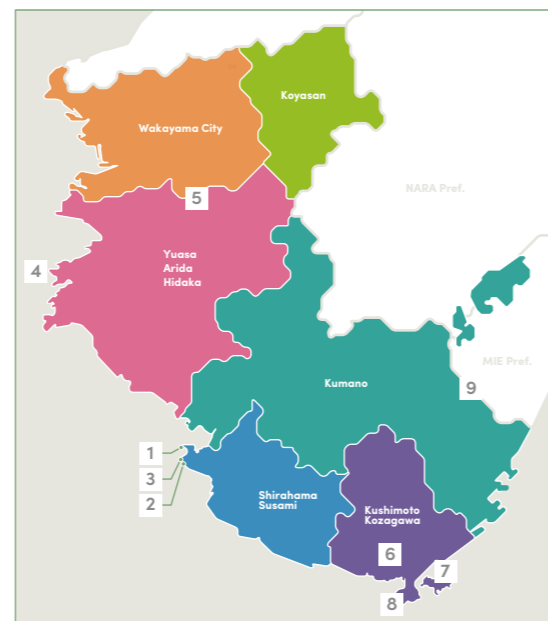 Koyasan
Wakayama City
NARA Pref.
5
Yuasa
Arida
Hidaka
4
MIE Pref.
Kumano
9
1
3
2
Shirahama
Susami
Kushimoto
Kozagawa
6
7
8